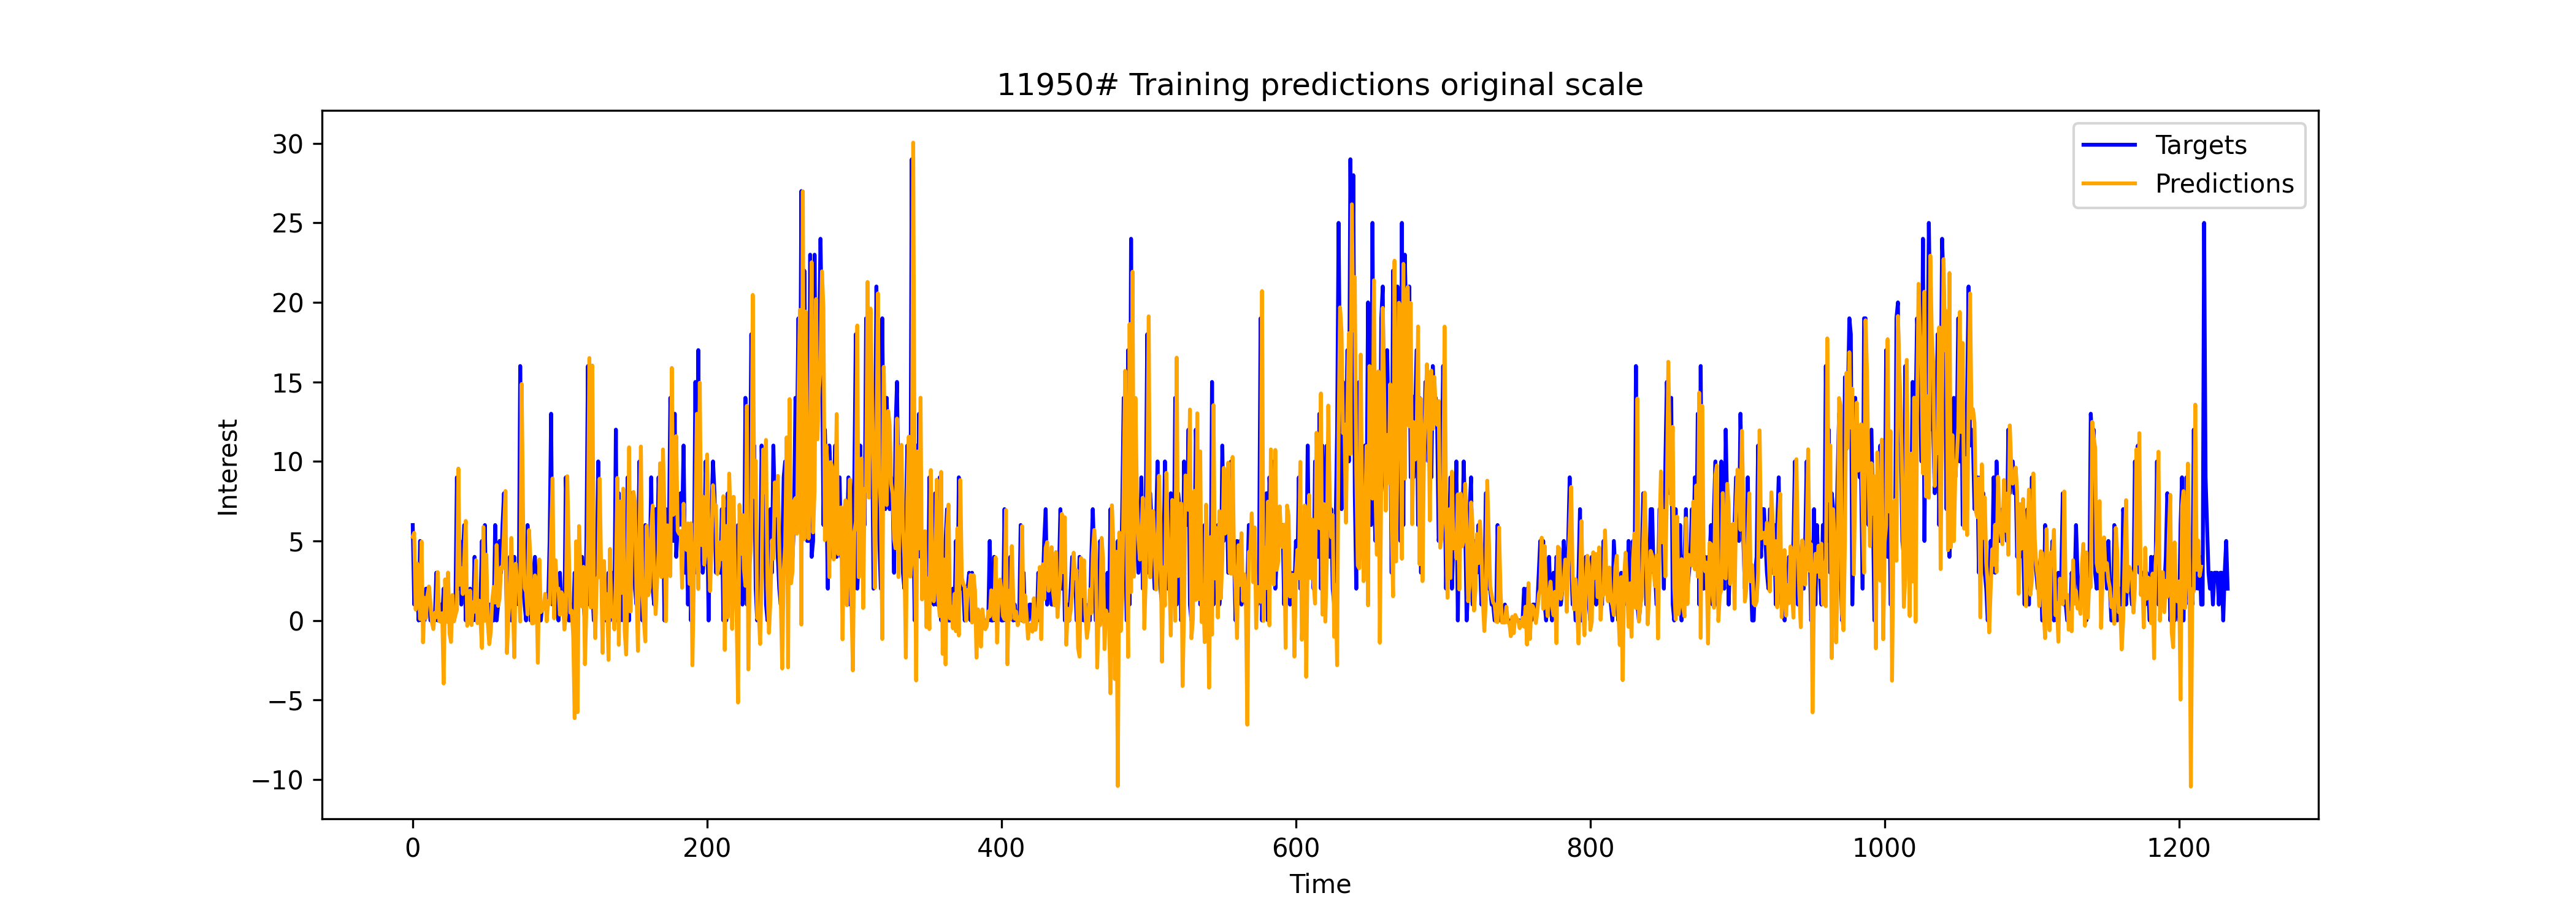 11950# Training predictions original scale
Targets
Predictions
30
25
20
15
10
5
0
−5
−10
Interest
0 200 400 600 800 1000 1200
Time